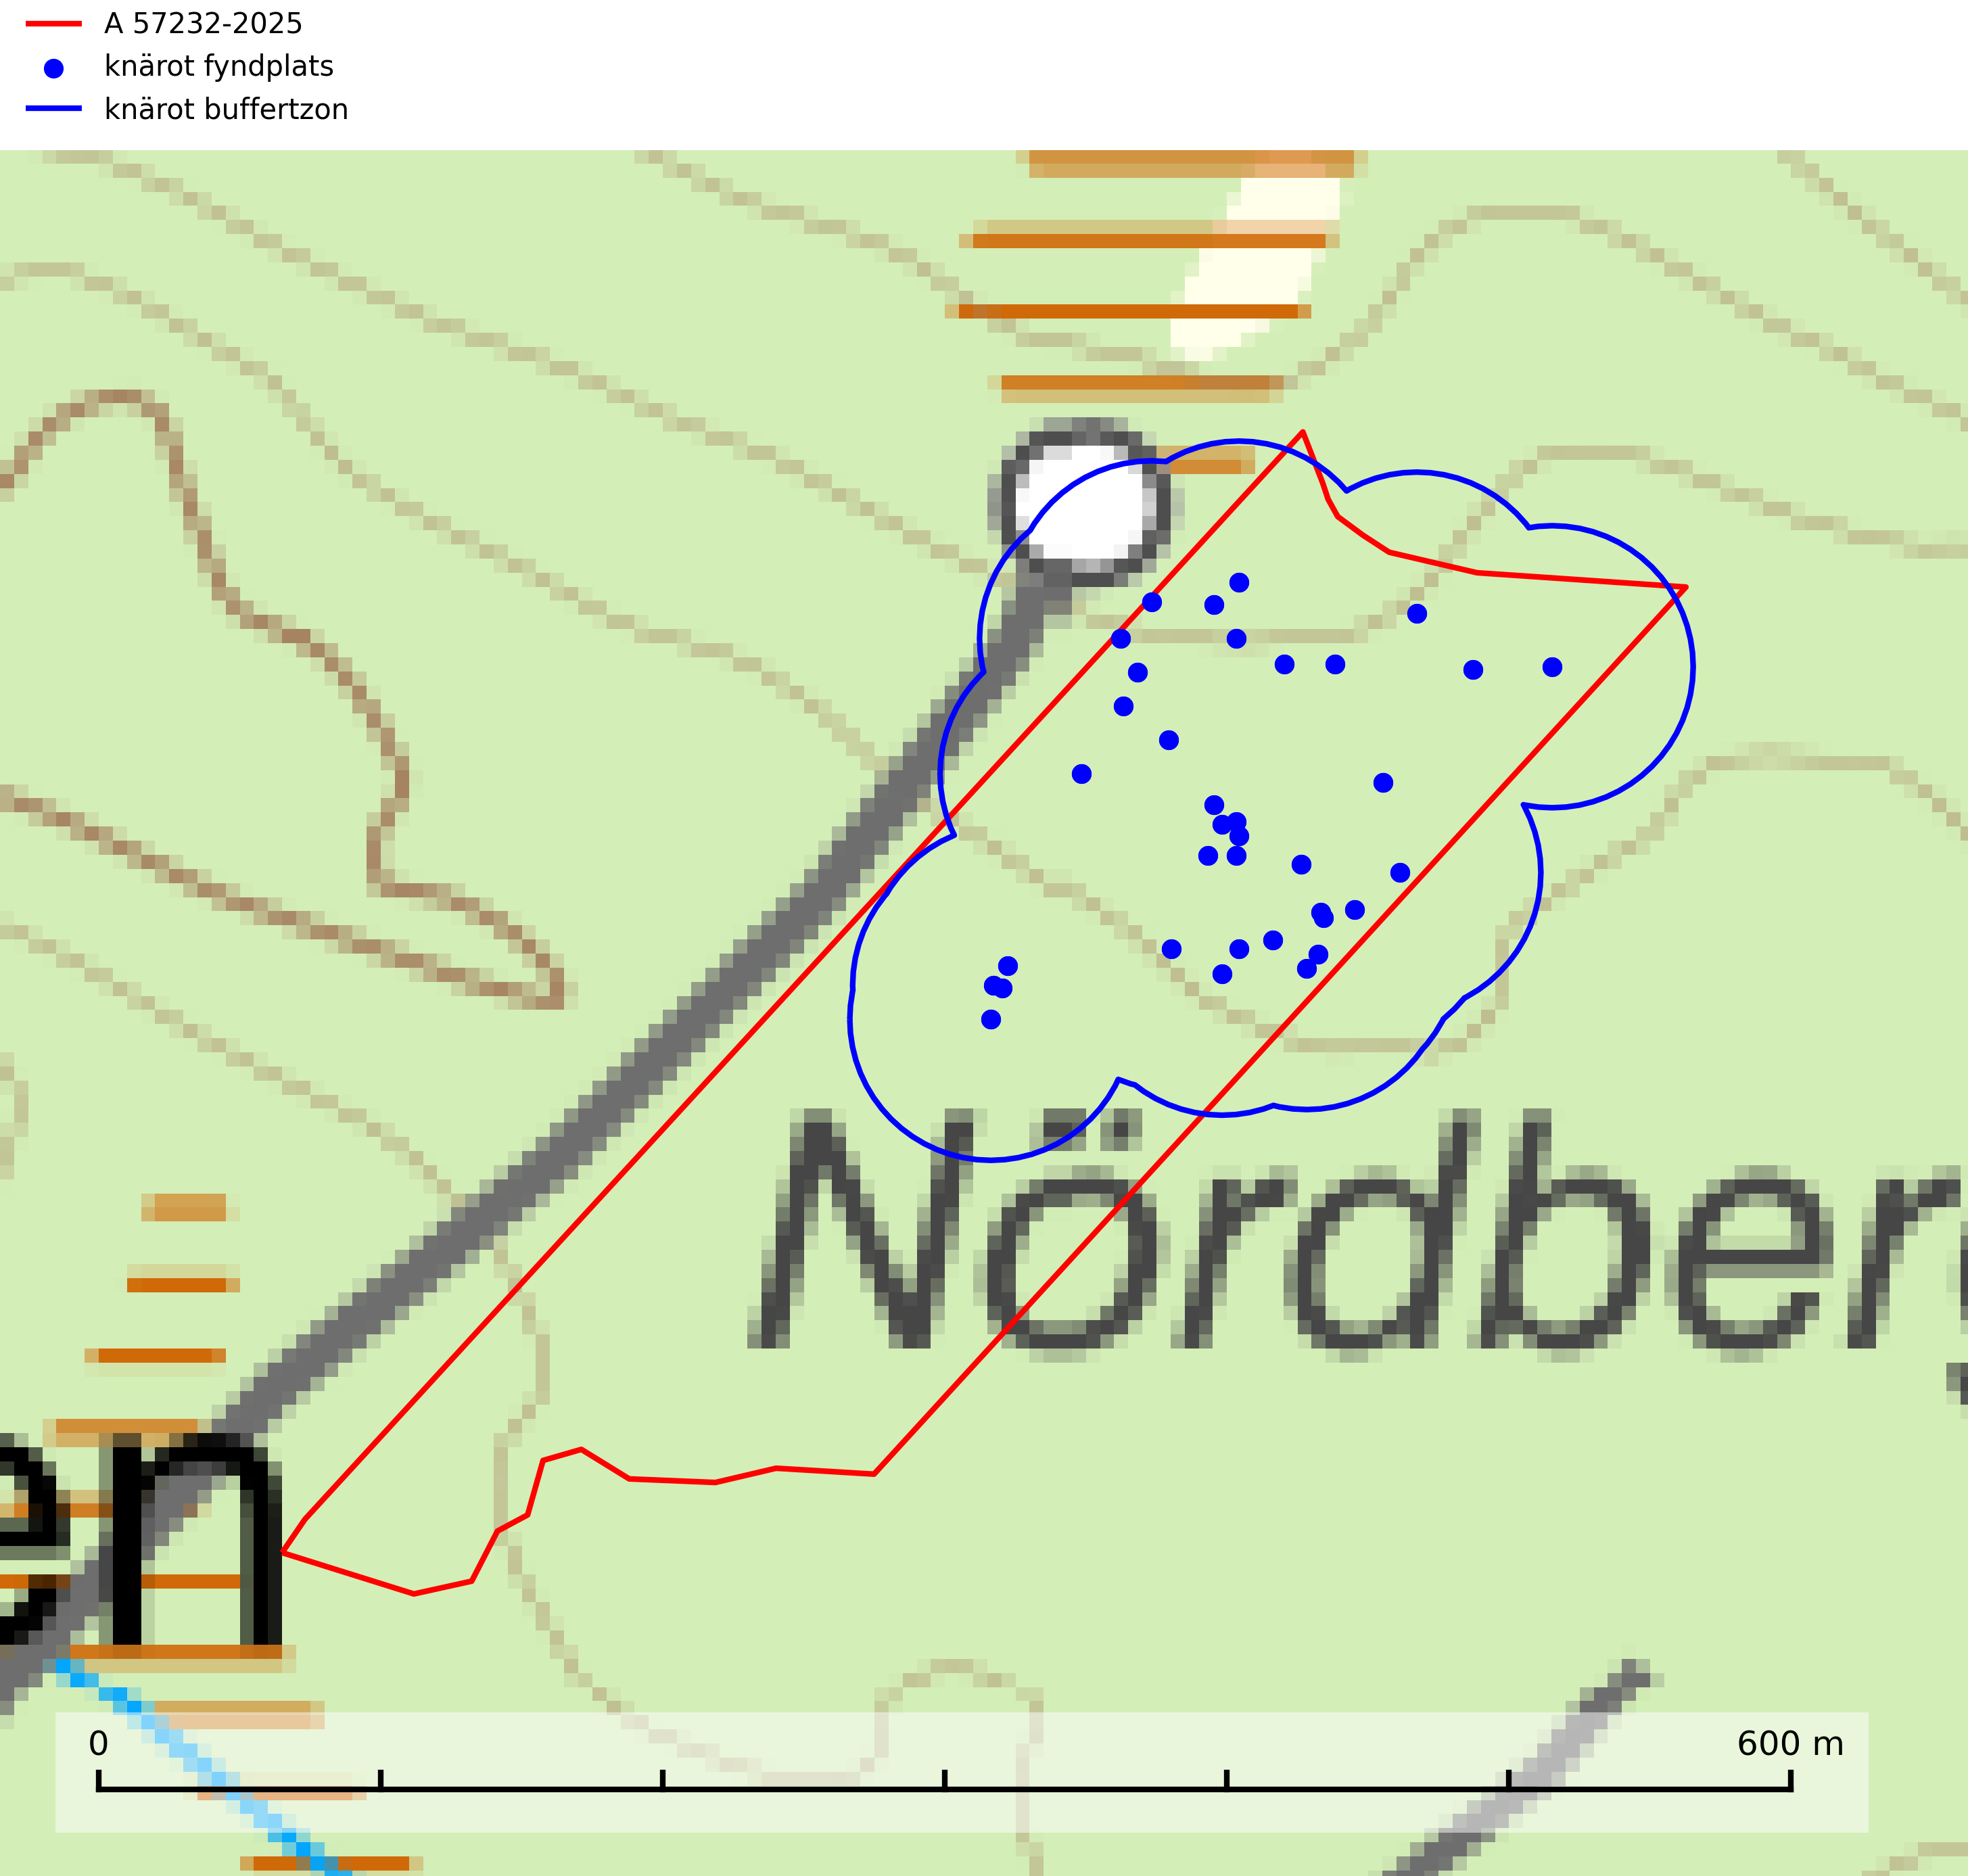 A 57232-2025
knärot fyndplats
knärot buffertzon
Nördber
n
0 600 m